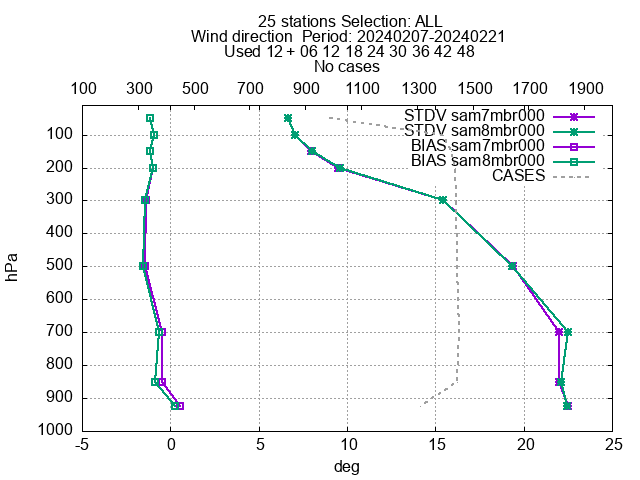 25 stations Selection: ALL
Wind direction  Period: 20240207-20240221
Used 12 + 06 12 18 24 30 36 42 48
No cases
100 300 500 700 900 1100 1300 1500 1700 1900
STDV sam7mbr000
STDV sam8mbr000
BIAS sam7mbr000
BIAS sam8mbr000
CASES
100
200
300
400
500
600
700
800
900
1000
hPa
-5 0 5 10 15 20 25
deg